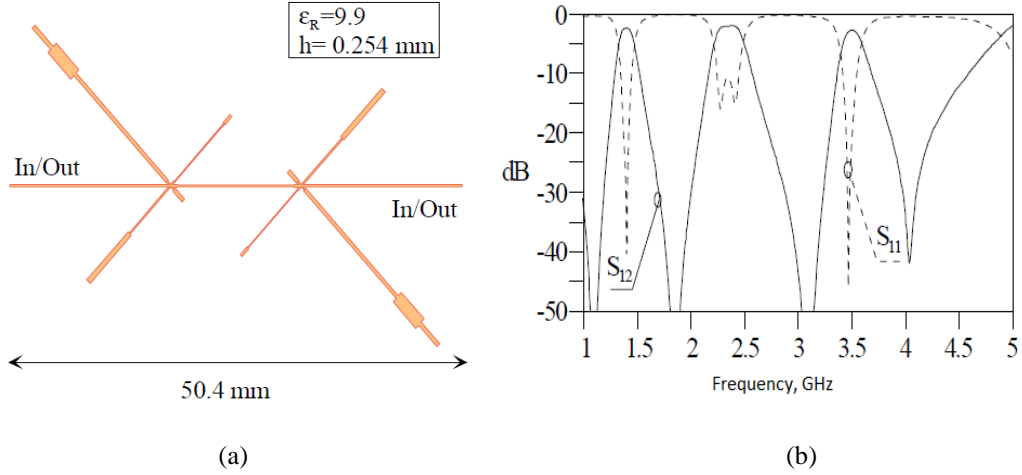 εR=9.9
h= 0.254 mm
In/Out
In/Out
50.4 mm
(a)
0
-10
-20
dB
-30
-40
-50
S12
S11
1 1.5 2 2.5 3 3.5 4 4.5 5
Frequency, GHz
(b)